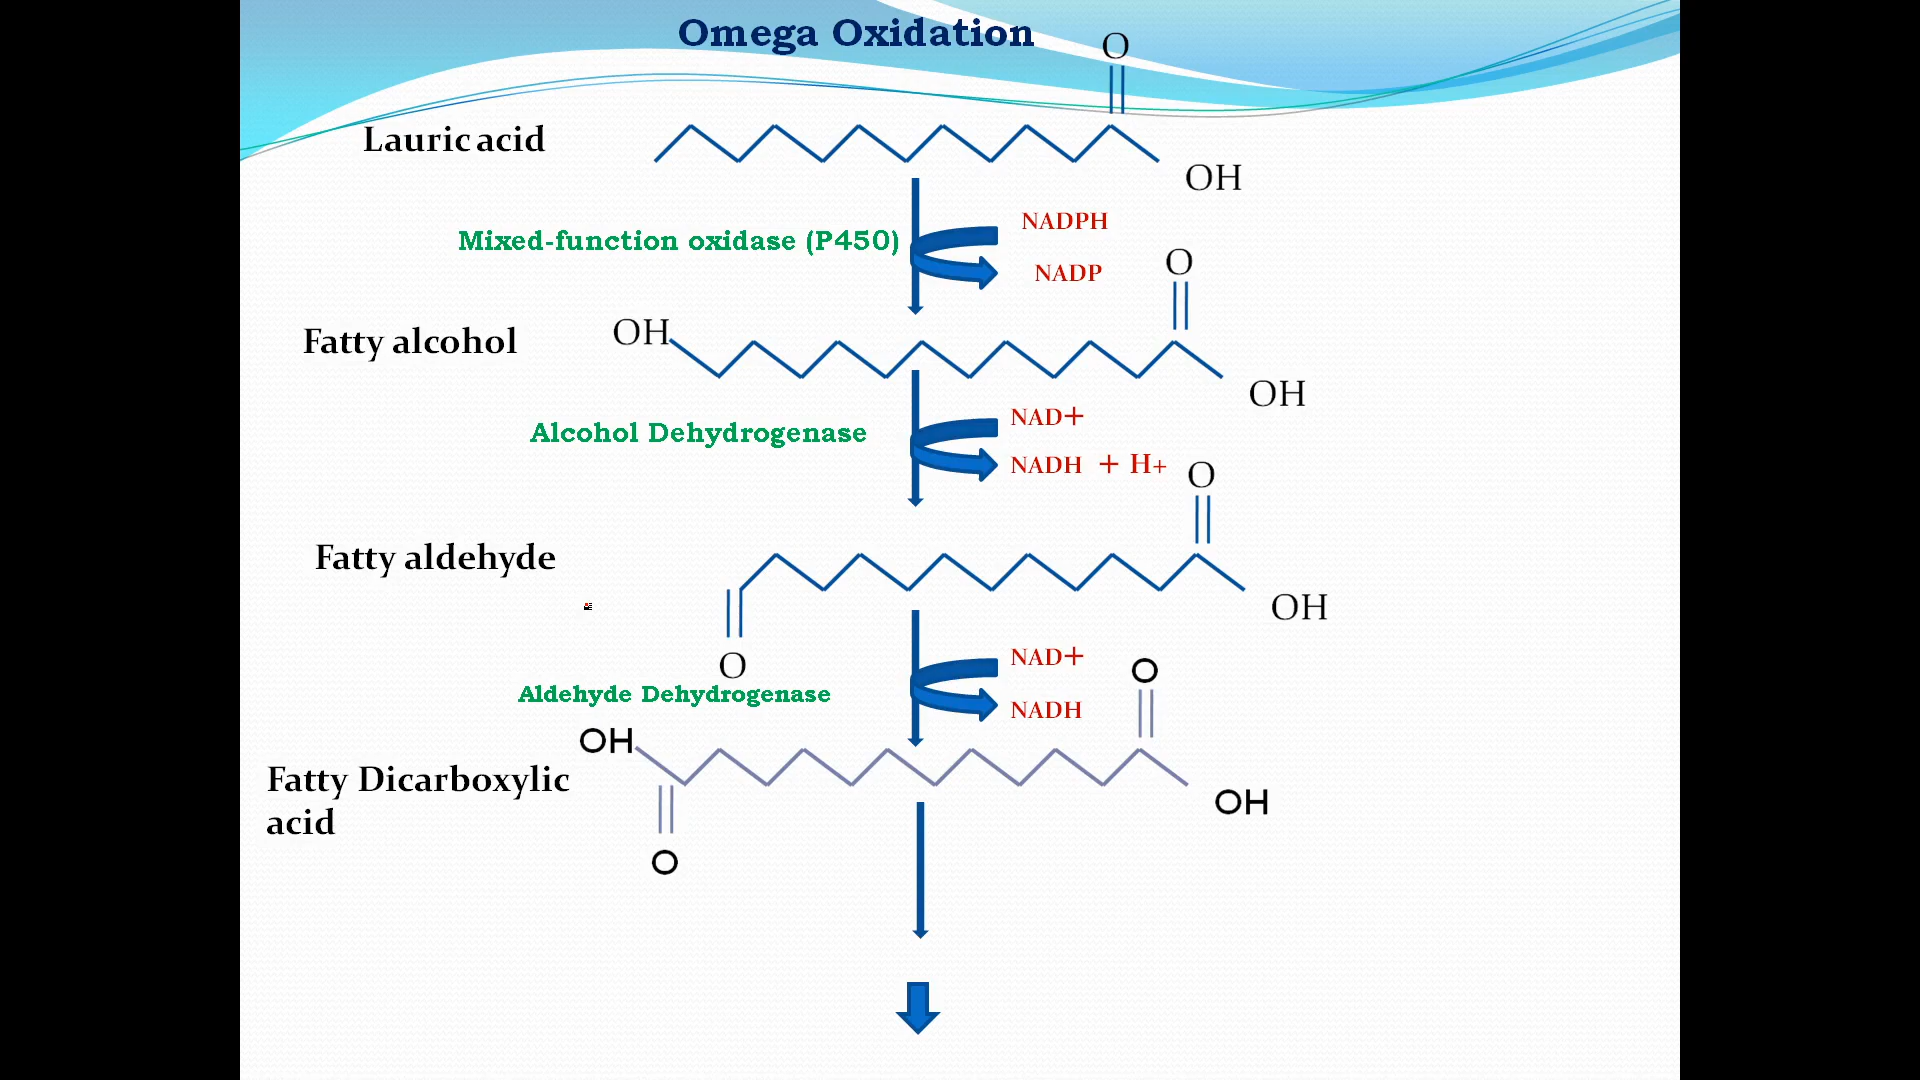 Omega Oxidation
O
Lauric acid
OH
NADPH
Mixed-function oxidase (P450)
NADP
O
OH
Fatty alcohol
OH
NAD+
Alcohol Dehydrogenase
NADH + H+
O
Fatty aldehyde
OH
O
NAD+
O
Aldehyde Dehydrogenase
NADH
OH
Fatty Dicarboxylic
acid
OH
O